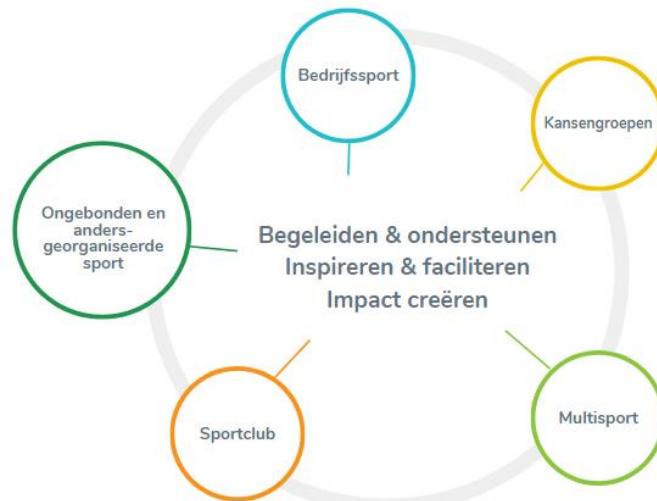 Bedrijfssport
Kansengroepen
Ongebonden en
anders-
georganiseerde
sport
Begeleiden & ondersteunen
Inspireren & faciliteren
Impact creëren
Sportclub
Multisport